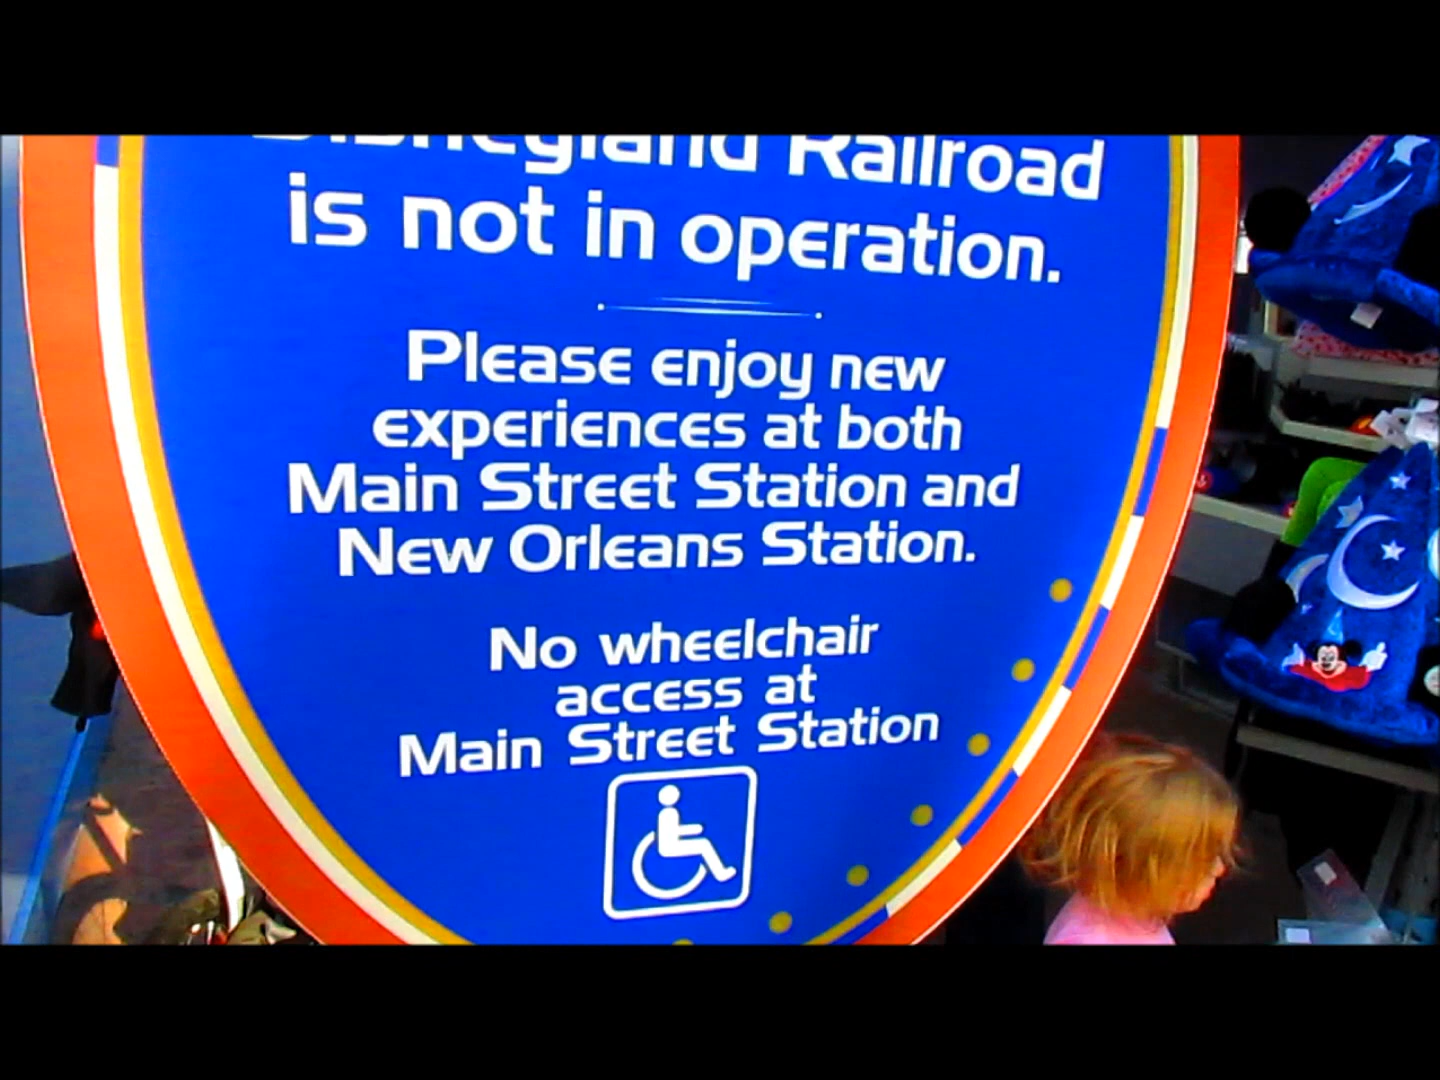 Disneyland Railroad
is not in operation.
Please enjoy new
experiences at both
Main Street Station and
New Orleans Station.
No wheelchair
access at
Main Street Station